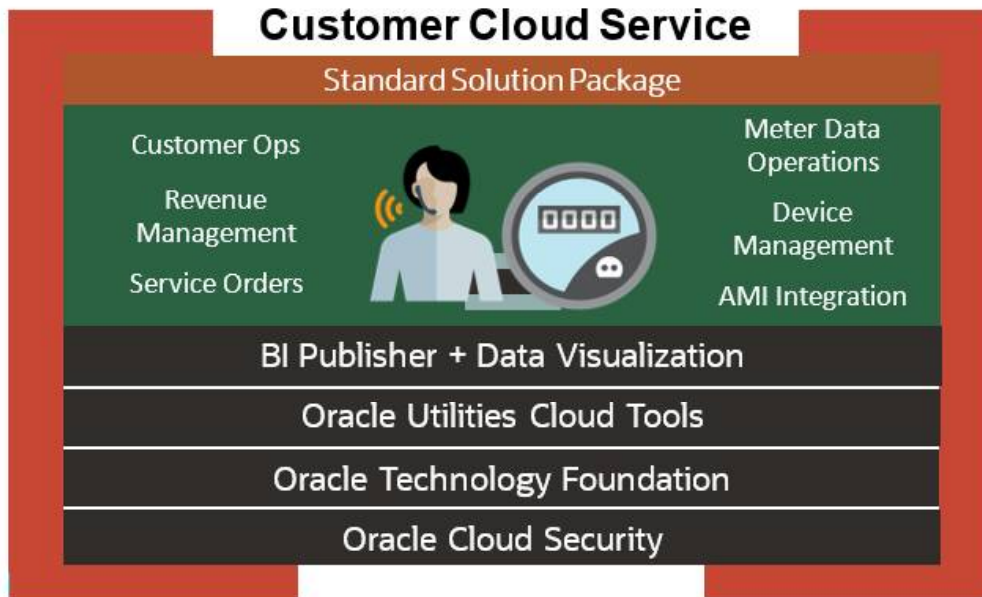 Customer Cloud Service
Standard Solution Package
Customer Ops
Revenue
Management
Service Orders
0000
Meter Data
Operations
Device
Management
AMI Integration
BI Publisher + Data Visualization
Oracle Utilities Cloud Tools
Oracle Technology Foundation
Oracle Cloud Security